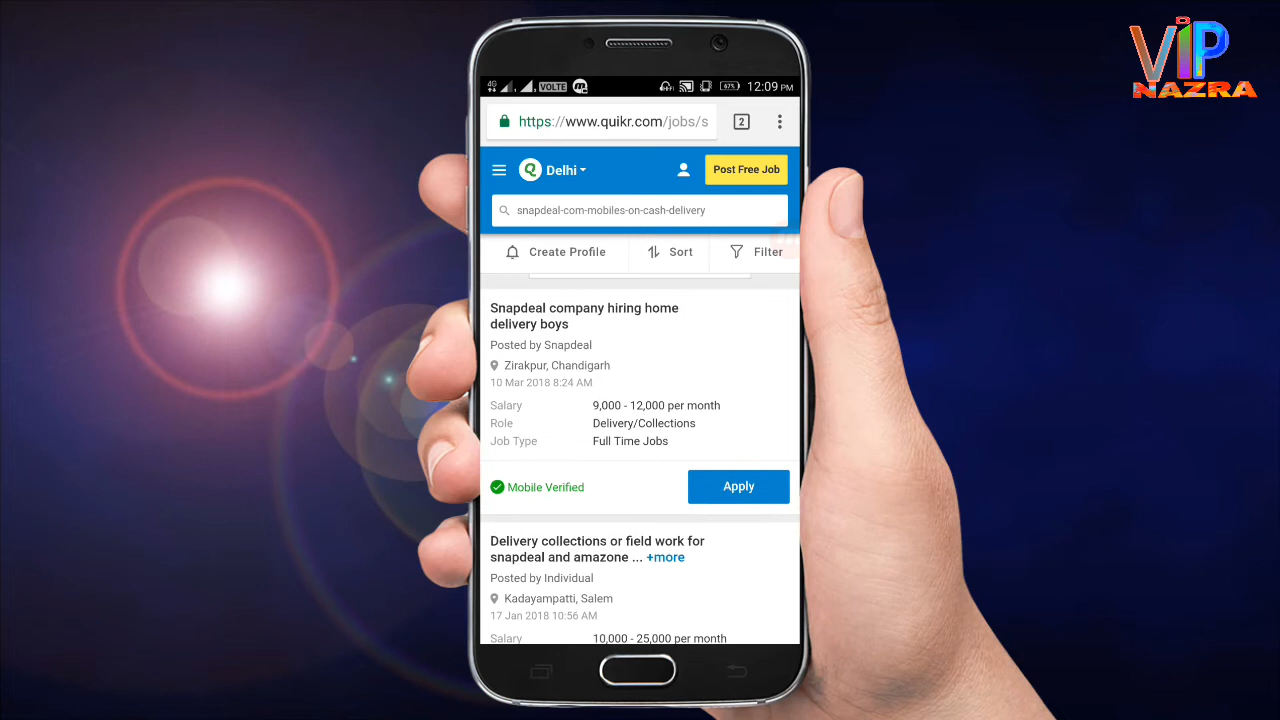 ViP
NAZRA
4G VOLTE 67% 12:09 PM
https://www.quikr.com/jobs/s 2
Q Delhi Post Free Job
snapdeal-com-mobiles-on-cash-delivery
Create Profile Sort Filter
Snapdeal company hiring home
delivery boys
Posted by Snapdeal
Zirakpur, Chandigarh
10 Mar 2018 8:24 AM
Salary 9,000 - 12,000 per month
Role Delivery/Collections
Job Type Full Time Jobs
Mobile Verified Apply
Delivery collections or field work for
snapdeal and amazone ... +more
Posted by Individual
Kadayampatti, Salem
17 Jan 2018 10:56 AM
Salary 10,000 - 25,000 per month